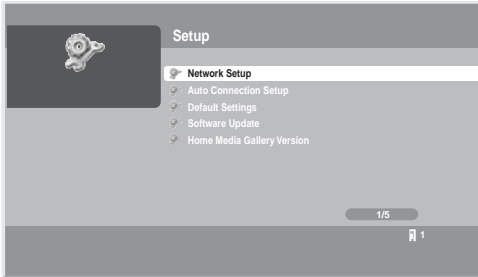 Setup
Network Setup
Auto Connection Setup
Default Settings
Software Update
Home Media Gallery Version
1/5
1